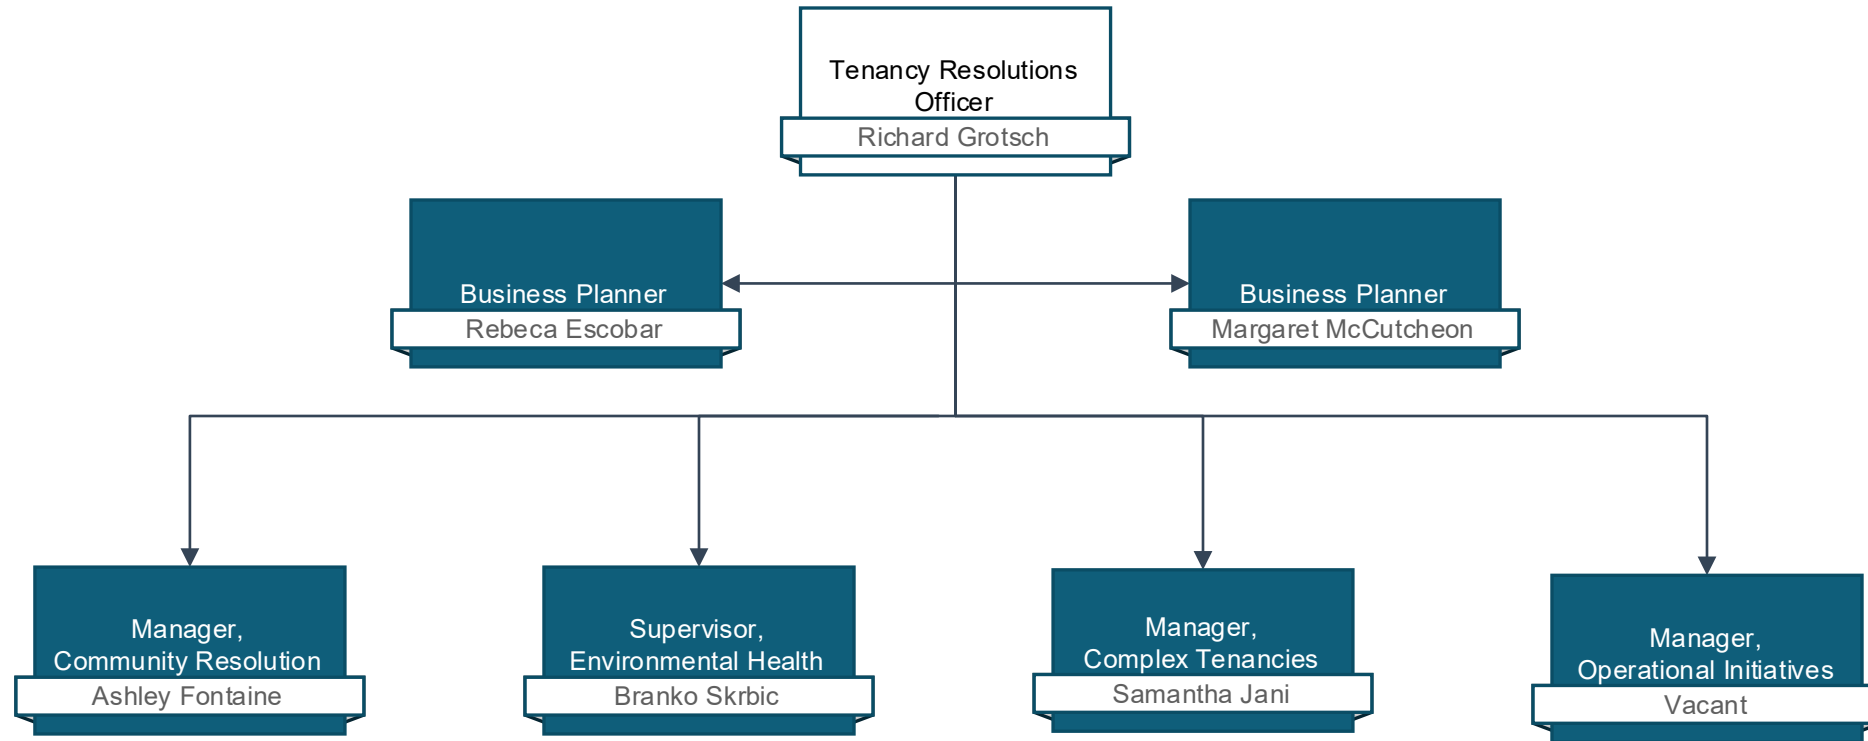 Tenancy Resolutions
Officer
Richard Grotsch
Business Planner
Rebeca Escobar
Business Planner
Margaret McCutcheon
Manager,
Community Resolution
Ashley Fontaine
Supervisor,
Environmental Health
Branko Skrbic
Manager,
Complex Tenancies
Samantha Jani
Manager,
Operational Initiatives
Vacant